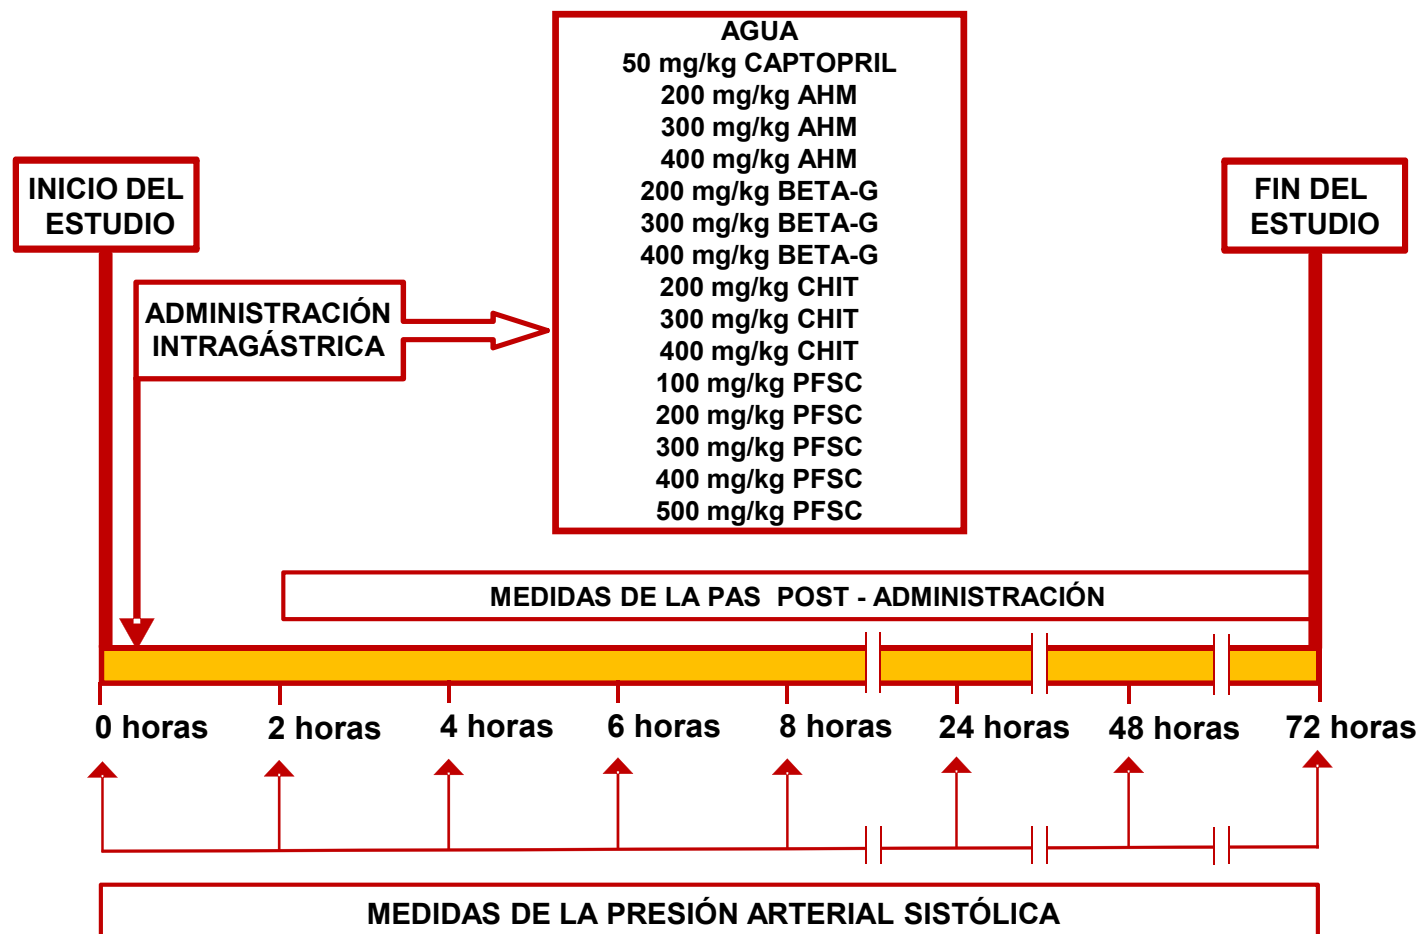 AGUA
50 mg/kg CAPTOPRIL
200 mg/kg AHM
300 mg/kg AHM
400 mg/kg AHM
200 mg/kg BETA-G
300 mg/kg BETA-G
400 mg/kg BETA-G
200 mg/kg CHIT
300 mg/kg CHIT
400 mg/kg CHIT
100 mg/kg PFSC
200 mg/kg PFSC
300 mg/kg PFSC
400 mg/kg PFSC
500 mg/kg PFSC
INICIO DEL
ESTUDIO
FIN DEL
ESTUDIO
ADMINISTRACIÓN
INTRAGÁSTRICA
MEDIDAS DE LA PAS POST - ADMINISTRACIÓN
0 horas
2 horas
4 horas
6 horas
8 horas
24 horas
48 horas
72 horas
MEDIDAS DE LA PRESIÓN ARTERIAL SISTÓLICA